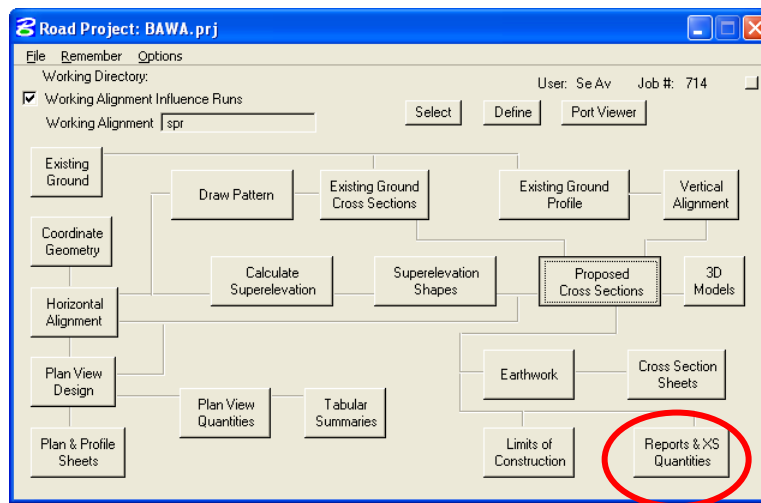 Road Project: BAWA.prj
File Remember Options
Working Directory:
User: Se Av Job #: 714
Working Alignment Influence Runs
Working Alignment spr
Select Define Port Viewer
Existing
Ground
Draw Pattern
Existing Ground
Cross Sections
Existing Ground
Profile
Vertical
Alignment
Coordinate
Geometry
Calculate
Superelevation
Superelevation
Shapes
Proposed
Cross Sections
3D
Models
Horizontal
Alignment
Plan View
Design
Earthwork
Cross Section
Sheets
Plan View
Quantities
Tabular
Summaries
Plan & Profile
Sheets
Limits of
Construction
Reports & XS
Quantities